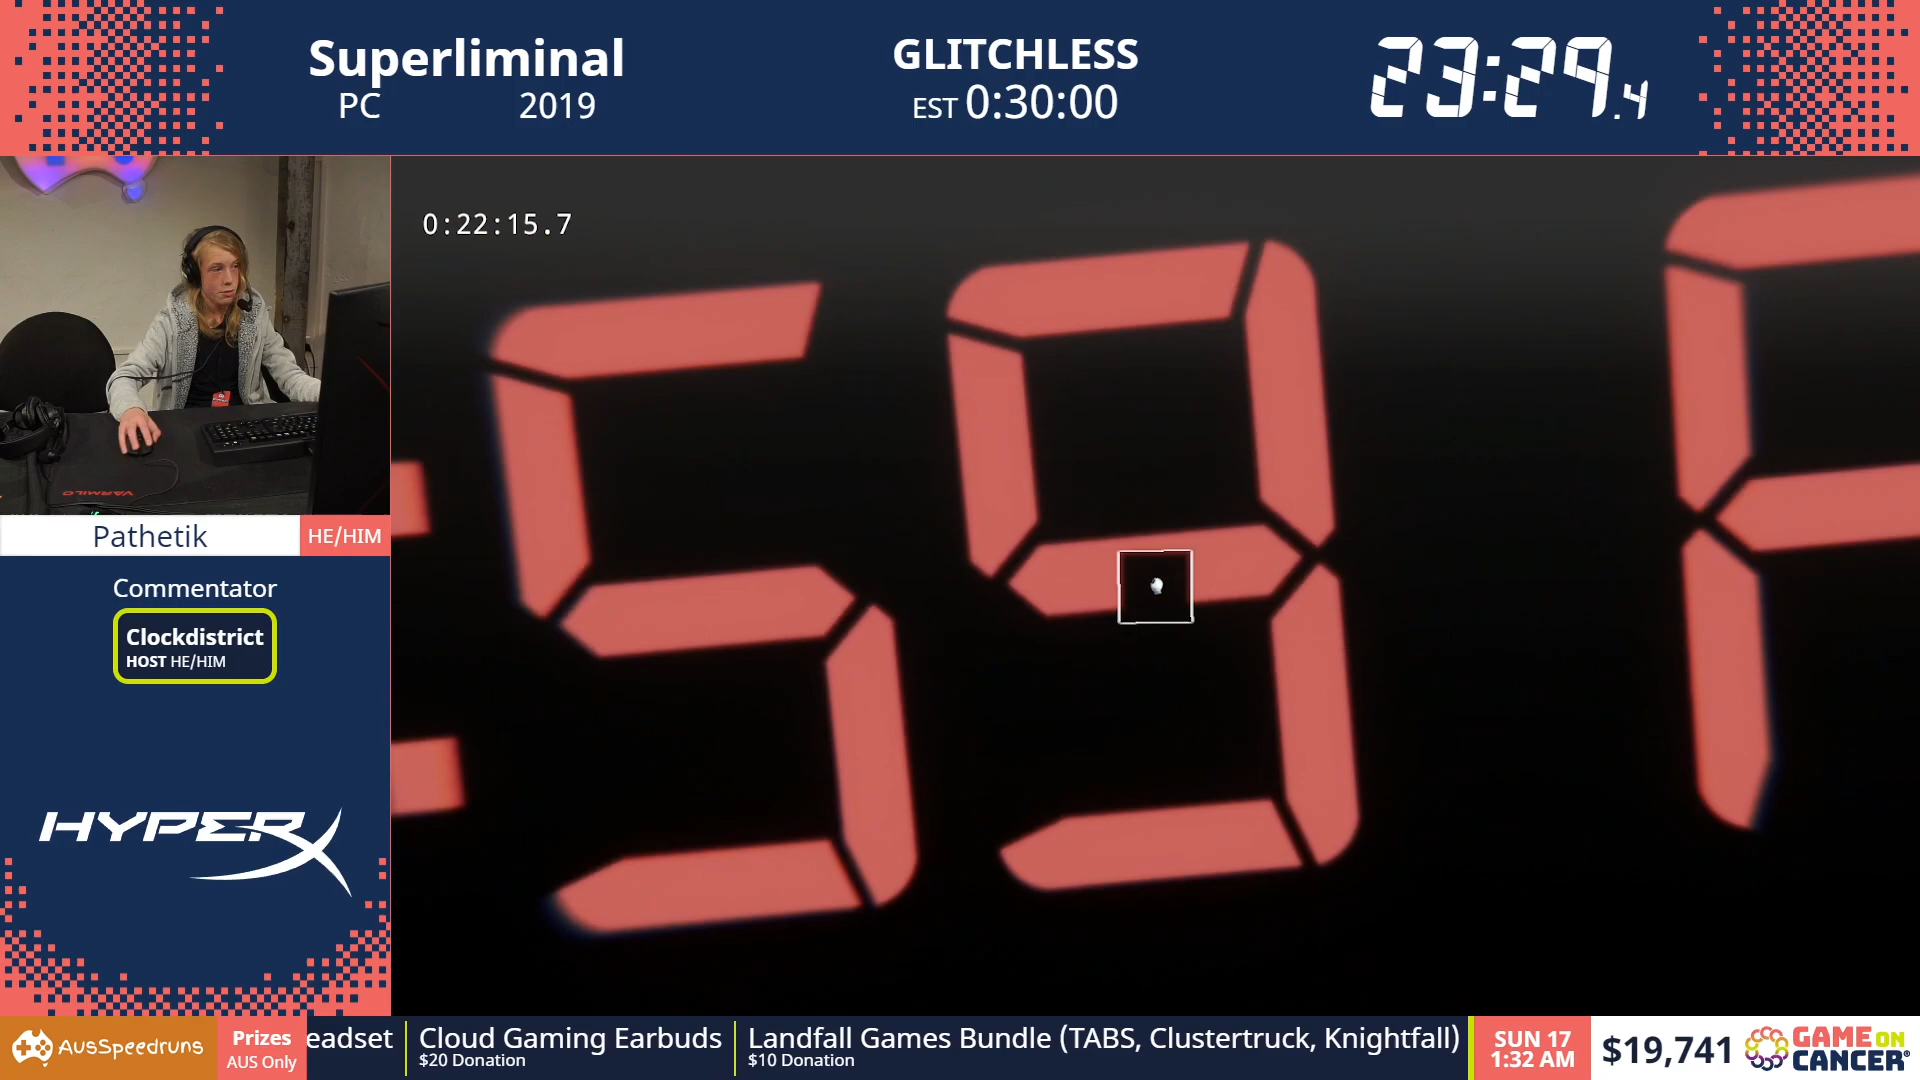 Superliminal
PC 2019
GLITCHLESS
EST 0:30:00
23:29.4
0:22:15.7
:59 P
VARMILO
Pathetik HE/HIM
Commentator
Clockdistrict
HOST HE/HIM
HYPERX
AusSpeedruns
Prizes
AUS Only
eadset
Cloud Gaming Earbuds
$20 Donation
Landfall Games Bundle (TABS, Clustertruck, Knightfall)
$10 Donation
SUN 17
1:32 AM
$19,741
GAME ON
CANCER